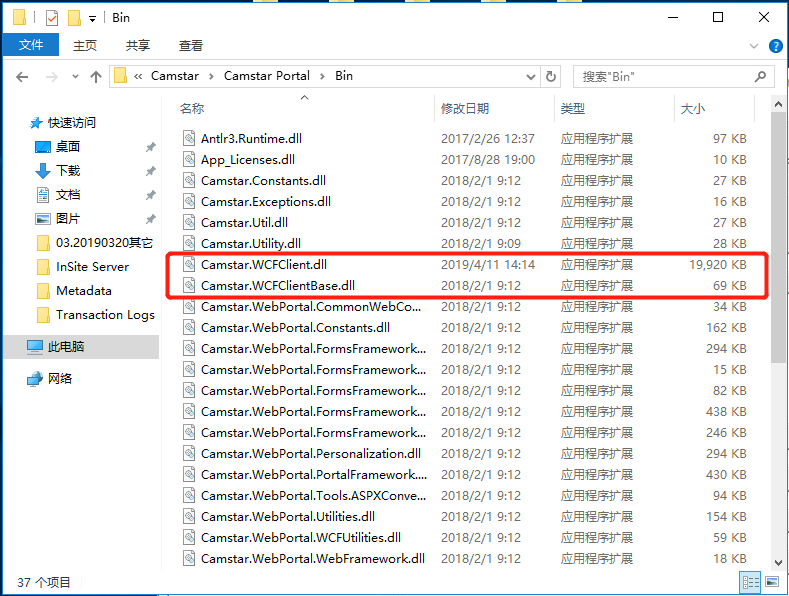 Bin
文件 主页 共享 查看
« Camstar › Camstar Portal › Bin 搜索"Bin"
快速访问
桌面
下载
文档
图片
03.20190320其它
InSite Server
Metadata
Transaction Logs
此电脑
网络
名称 修改日期 类型 大小
Antlr3.Runtime.dll 2017/2/26 12:37 应用程序扩展 97 KB
App_Licenses.dll 2017/8/28 19:00 应用程序扩展 10 KB
Camstar.Constants.dll 2018/2/1 9:12 应用程序扩展 27 KB
Camstar.Exceptions.dll 2018/2/1 9:12 应用程序扩展 16 KB
Camstar.Util.dll 2018/2/1 9:12 应用程序扩展 27 KB
Camstar.Utility.dll 2018/2/1 9:09 应用程序扩展 28 KB
Camstar.WCFClient.dll 2019/4/11 14:14 应用程序扩展 19,920 KB
Camstar.WCFClientBase.dll 2018/2/1 9:12 应用程序扩展 69 KB
Camstar.WebPortal.CommonWebCo... 2018/2/1 9:12 应用程序扩展 34 KB
Camstar.WebPortal.Constants.dll 2018/2/1 9:12 应用程序扩展 162 KB
Camstar.WebPortal.FormsFramework... 2018/2/1 9:12 应用程序扩展 294 KB
Camstar.WebPortal.FormsFramework... 2018/2/1 9:12 应用程序扩展 15 KB
Camstar.WebPortal.FormsFramework... 2018/2/1 9:12 应用程序扩展 82 KB
Camstar.WebPortal.FormsFramework... 2018/2/1 9:12 应用程序扩展 438 KB
Camstar.WebPortal.FormsFramework... 2018/2/1 9:12 应用程序扩展 246 KB
Camstar.WebPortal.Personalization.dll 2018/2/1 9:12 应用程序扩展 294 KB
Camstar.WebPortal.PortalFramework.... 2018/2/1 9:12 应用程序扩展 430 KB
Camstar.WebPortal.Tools.ASPXConve... 2018/2/1 9:12 应用程序扩展 94 KB
Camstar.WebPortal.Utilities.dll 2018/2/1 9:12 应用程序扩展 154 KB
Camstar.WebPortal.WCFUtilities.dll 2018/2/1 9:12 应用程序扩展 59 KB
Camstar.WebPortal.WebFramework.dll 2018/2/1 9:12 应用程序扩展 18 KB
37 个项目